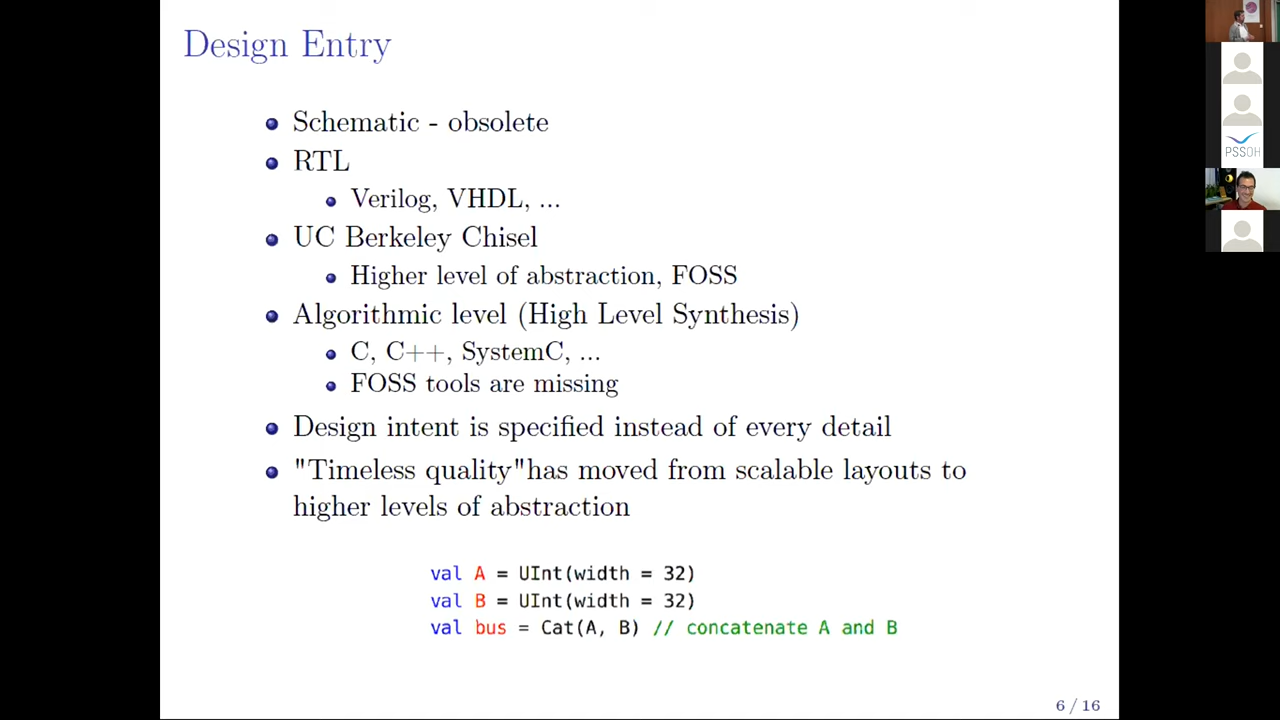 Design Entry
Schematic - obsolete
RTL
Verilog, VHDL, ...
UC Berkeley Chisel
Higher level of abstraction, FOSS
Algorithmic level (High Level Synthesis)
C, C++, SystemC, ...
FOSS tools are missing
Design intent is specified instead of every detail
"Timeless quality"has moved from scalable layouts to
higher levels of abstraction
val A = UInt(width = 32)
val B = UInt(width = 32)
val bus = Cat(A, B) // concatenate A and B
6 / 16
PSSOH